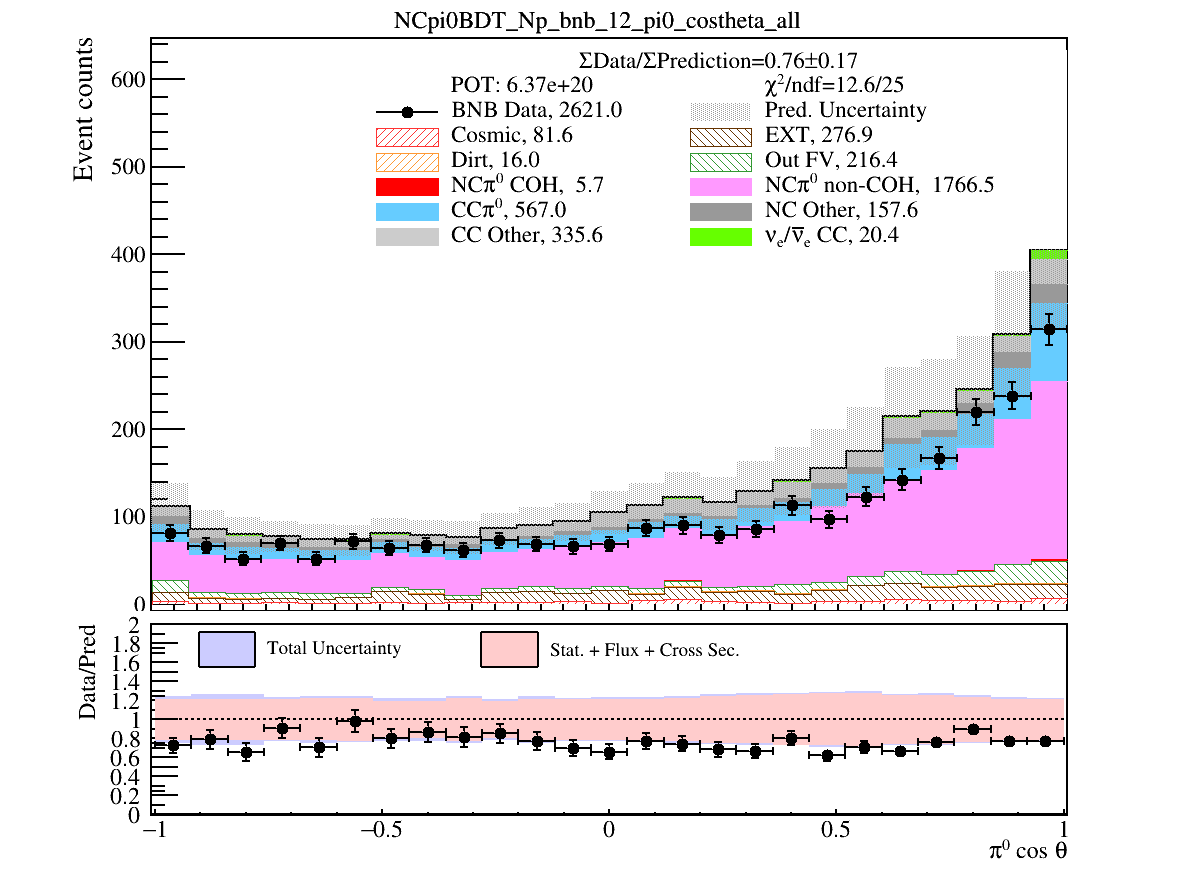 NCpi0BDT_Np_bnb_12_pi0_costheta_all
ΣData/ΣPrediction=0.76±0.17
POT: 6.37e+20
χ²/ndf=12.6/25
BNB Data, 2621.0
Pred. Uncertainty
Cosmic, 81.6
EXT, 276.9
Dirt, 16.0
Out FV, 216.4
NCπ⁰ COH, 5.7
NCπ⁰ non-COH, 1766.5
CCπ⁰, 567.0
NC Other, 157.6
CC Other, 335.6
νₑ/ν̅ₑ CC, 20.4
Event counts
600
500
400
300
200
100
0
Total Uncertainty
Stat. + Flux + Cross Sec.
Data/Pred
2
1.8
1.6
1.4
1.2
1
0.8
0.6
0.4
0.2
0
−1
−0.5
0
0.5
1
π⁰ cos θ